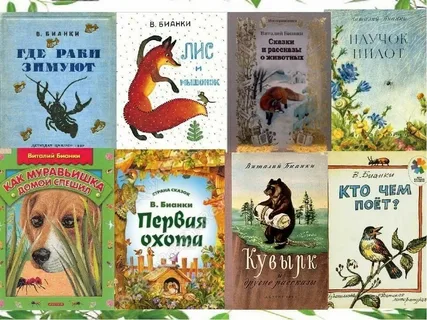 В. БИАНКИ
ГДЕ РАКИ
ЗИМУЮТ
В. БИАНКИ
ЛИС
И
МЫШОНОК
Виталий Бианки
Сказки
и рассказы
о животных
Виталий Бианки
ПАУЧОК
ПИЛОТ
Виталий Бианки
КАК МУРАВЬИШКА
ДОМОЙ СПЕШИЛ
СТРАНА СКАЗОК
В. БИАНКИ
Первая
охота
Виталий Бианки
Кувырк
и
другие рассказы
В. Бианки
КТО ЧЕМ
ПОЁТ?